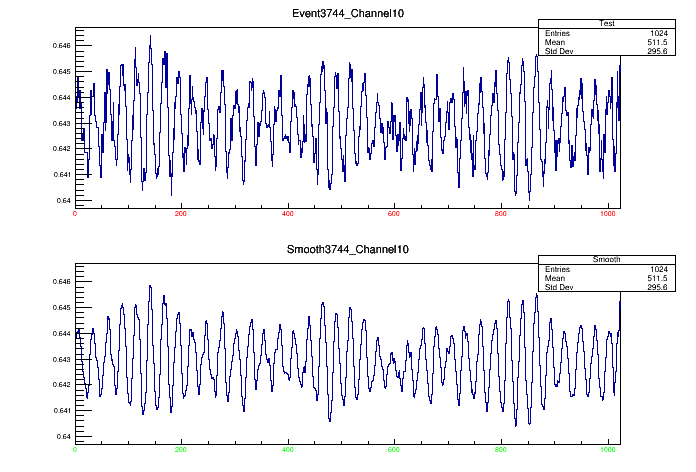 Event3744_Channel10
Test
Entries 1024
Mean 511.5
Std Dev 295.6
0.646
0.645
0.644
0.643
0.642
0.641
0.64
0 200 400 600 800 1000
Smooth3744_Channel10
Smooth
Entries 1024
Mean 511.5
Std Dev 295.6
0.646
0.645
0.644
0.643
0.642
0.641
0.64
0 200 400 600 800 1000